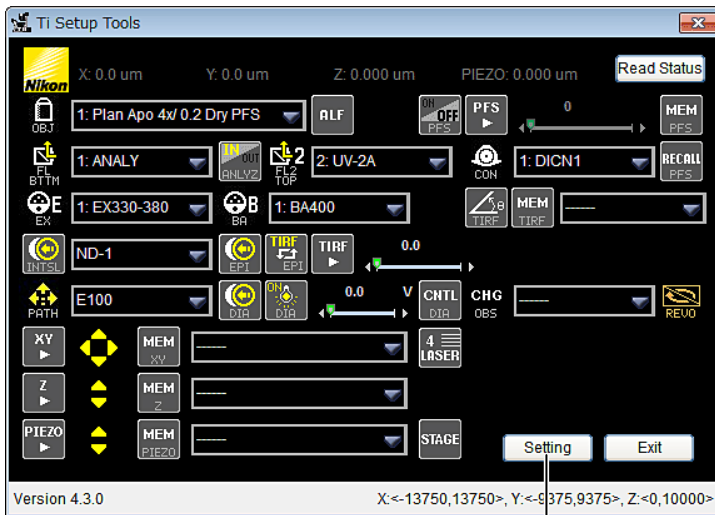 Ti Setup Tools
Nikon X: 0.0 um Y: 0.0 um Z: 0.000 um PIEZO: 0.000 um Read Status
OBJ 1: Plan Apo 4x/ 0.2 Dry PFS ALF ON OFF PFS PFS 0 MEM PFS
FL BTTM 1: ANALY IN OUT ANLYZ 2 FL2 TOP 2: UV-2A CON 1: DICN1 RECALL PFS
E EX 1: EX330-380 B BA 1: BA400 θ TIRF MEM TIRF -----
INTSL ND-1 EPI TIRF EPI TIRF 0.0
PATH E100 DIA ON DIA 0.0 V CNTL DIA CHG OBS ----- REVO
XY MEM XY ----- 4 LASER
Z MEM Z -----
PIEZO MEM PIEZO ----- STAGE Setting Exit
Version 4.3.0 X:<-13750,13750>, Y:<-9375,9375>, Z:<0,10000>